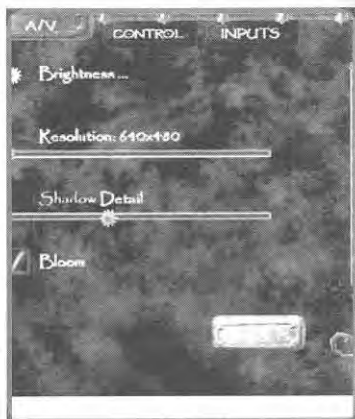 A/V
CONTROL
INPUTS
Brightness ...
Resolution: 640x480
Shadow Detail
Bloom